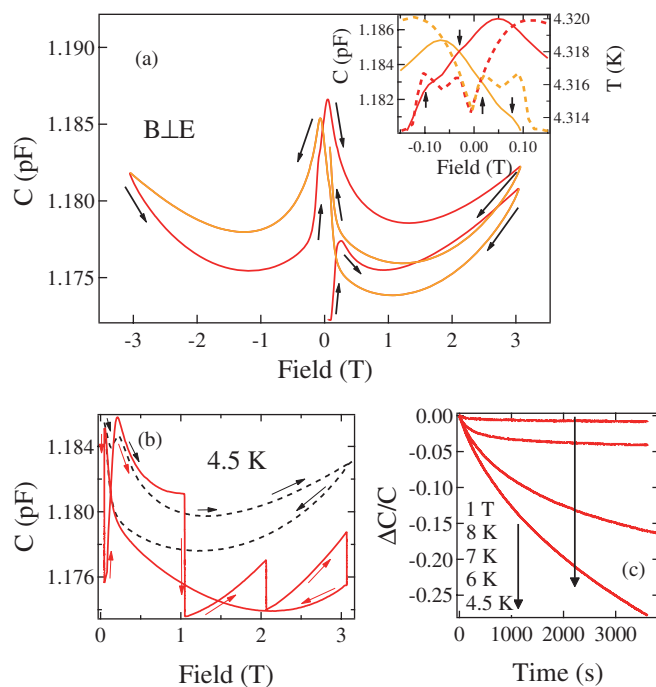 (a)
B⊥E
C (pF)
1.190
1.185
1.180
1.175
-3
-2
-1
0
1
2
3
Field (T)
C (pF)
1.186
1.184
1.182
-0.10
0.00
0.10
Field (T)
4.320
4.318
4.316
4.314
T (K)
(b)
4.5 K
C (pF)
1.184
1.180
1.176
0
1
2
3
Field (T)
ΔC/C
0.00
-0.05
-0.10
-0.15
-0.20
-0.25
1 T
8 K
7 K
6 K
4.5 K
(c)
0
1000
2000
3000
Time (s)